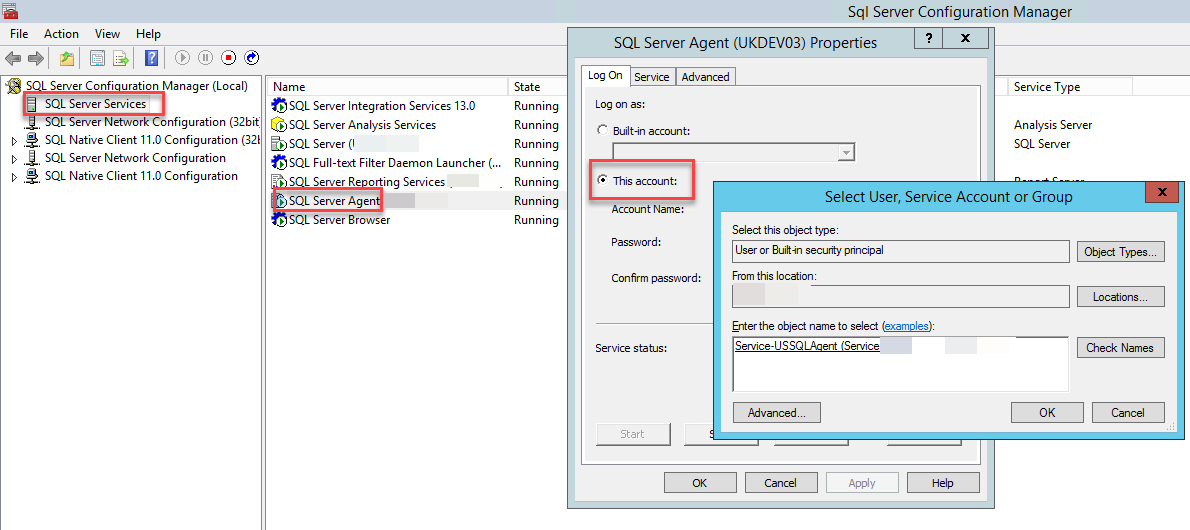 Sql Server Configuration Manager
File Action View Help
SQL Server Configuration Manager (Local)
SQL Server Services
SQL Server Network Configuration (32bit
SQL Native Client 11.0 Configuration (32bi
SQL Server Network Configuration
SQL Native Client 11.0 Configuration
Name State Service Type
SQL Server Integration Services 13.0 Running
SQL Server Analysis Services Running Analysis Server
SQL Server ( Running SQL Server
SQL Full-text Filter Daemon Launcher (... Running
SQL Server Reporting Services Running Report Server
SQL Server Agent Running
SQL Server Browser Running
SQL Server Agent (UKDEV03) Properties
? X
Log On Service Advanced
Log on as:
Built-in account:
This account:
Account Name:
Password:
Confirm password:
Service status:
Start
OK Cancel Apply Help
Select User, Service Account or Group
X
Select this object type:
User or Built-in security principal
Object Types...
From this location:
Locations...
Enter the object name to select (examples):
Service-USSQLAgent (Service
Check Names
Advanced... OK Cancel